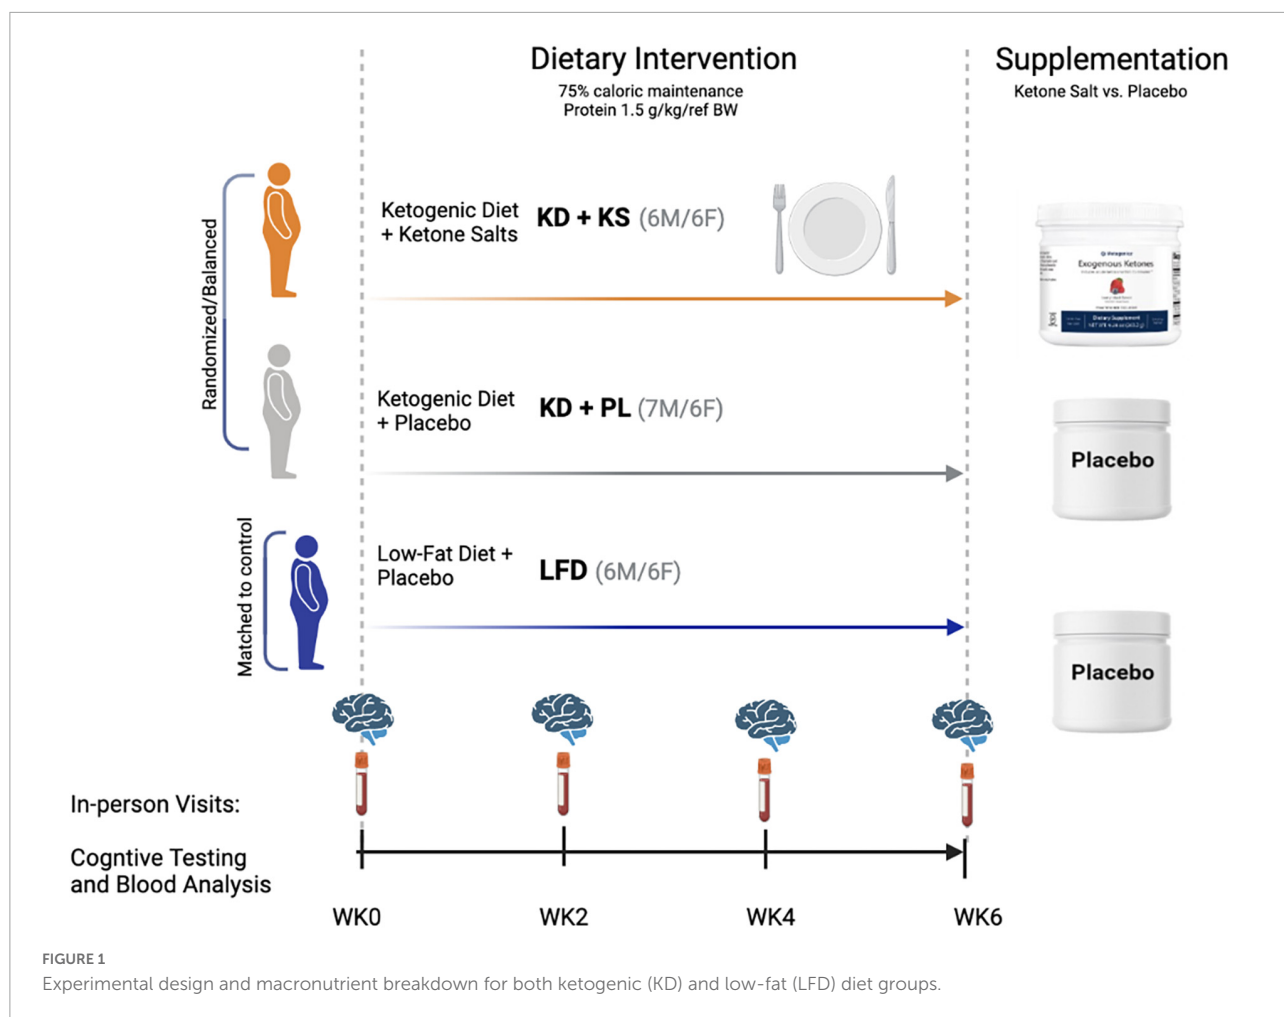 Dietary Intervention
75% caloric maintenance
Protein 1.5 g/kg/ref BW
Supplementation
Ketone Salt vs. Placebo
Randomized/Balanced
Ketogenic Diet
+ Ketone Salts
KD + KS (6M/6F)
Exogenous Ketones
Dietary Supplement
Ketogenic Diet
+ Placebo
KD + PL (7M/6F)
Placebo
Matched to control
Low-Fat Diet +
Placebo
LFD (6M/6F)
Placebo
In-person Visits:
Cogntive Testing
and Blood Analysis
WK0
WK2
WK4
WK6
FIGURE 1
Experimental design and macronutrient breakdown for both ketogenic (KD) and low-fat (LFD) diet groups.